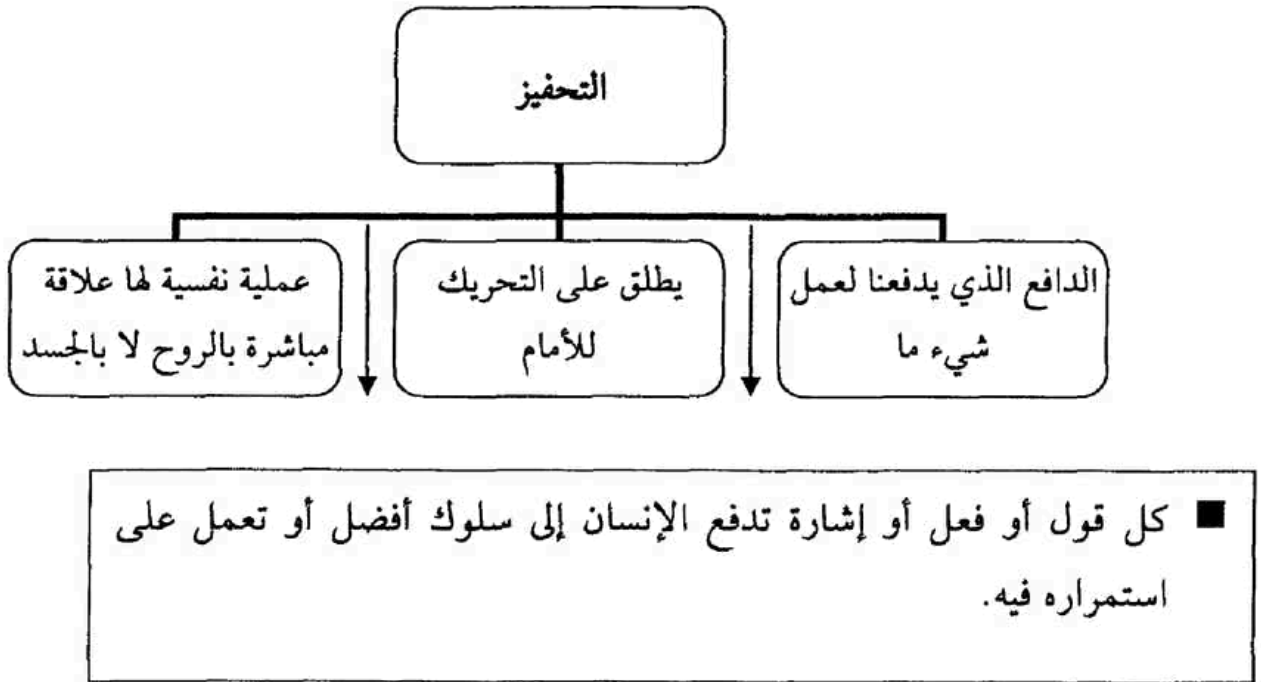 التحفيز
الدافع الذي يدفعنا لعمل
شيء ما
يطلق على التحريك
للأمام
عملية نفسية لها علاقة
مباشرة بالروح لا بالجسد
■ كل قول أو فعل أو إشارة تدفع الإنسان إلى سلوك أفضل أو تعمل على
استمراره فيه.